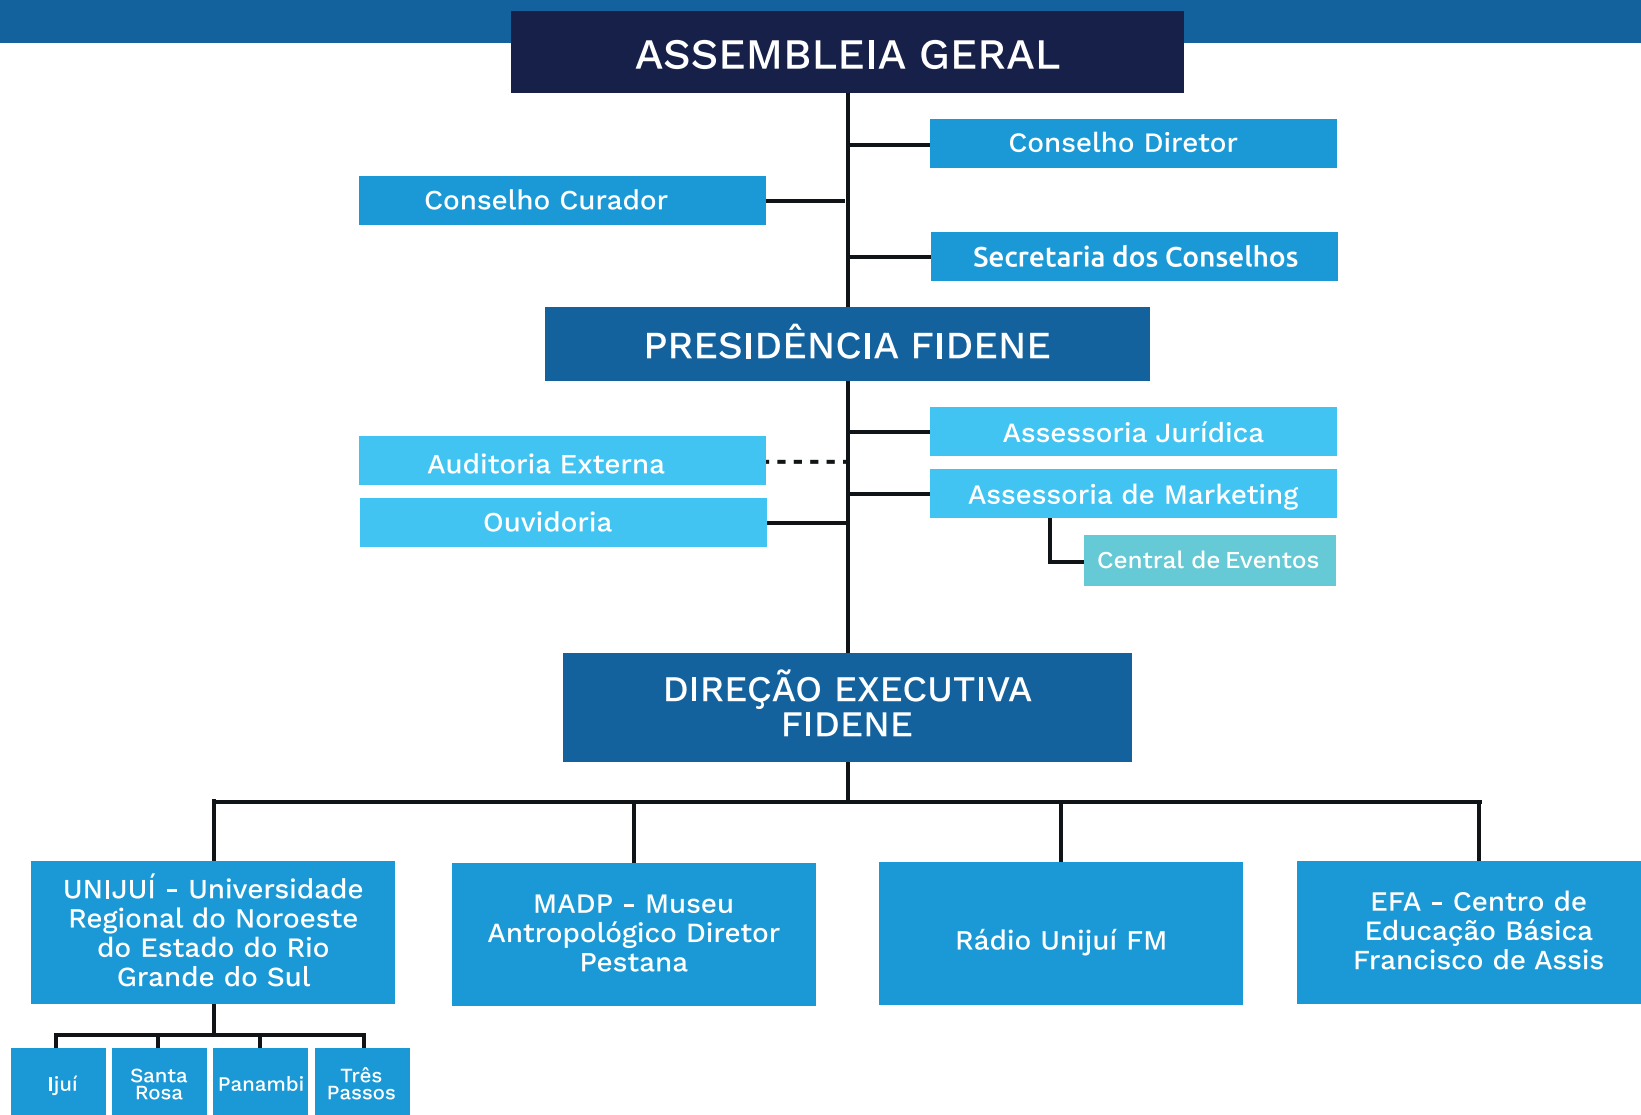 ASSEMBLEIA GERAL
Conselho Diretor
Conselho Curador
Secretaria dos Conselhos
PRESIDÊNCIA FIDENE
Assessoria Jurídica
Auditoria Externa
Assessoria de Marketing
Ouvidoria
Central de Eventos
DIREÇÃO EXECUTIVA
FIDENE
UNIJUÍ - Universidade
Regional do Noroeste
do Estado do Rio
Grande do Sul
MADP - Museu
Antropológico Diretor
Pestana
Rádio Unijuí FM
EFA - Centro de
Educação Básica
Francisco de Assis
Ijuí
Santa
Rosa
Panambi
Três
Passos